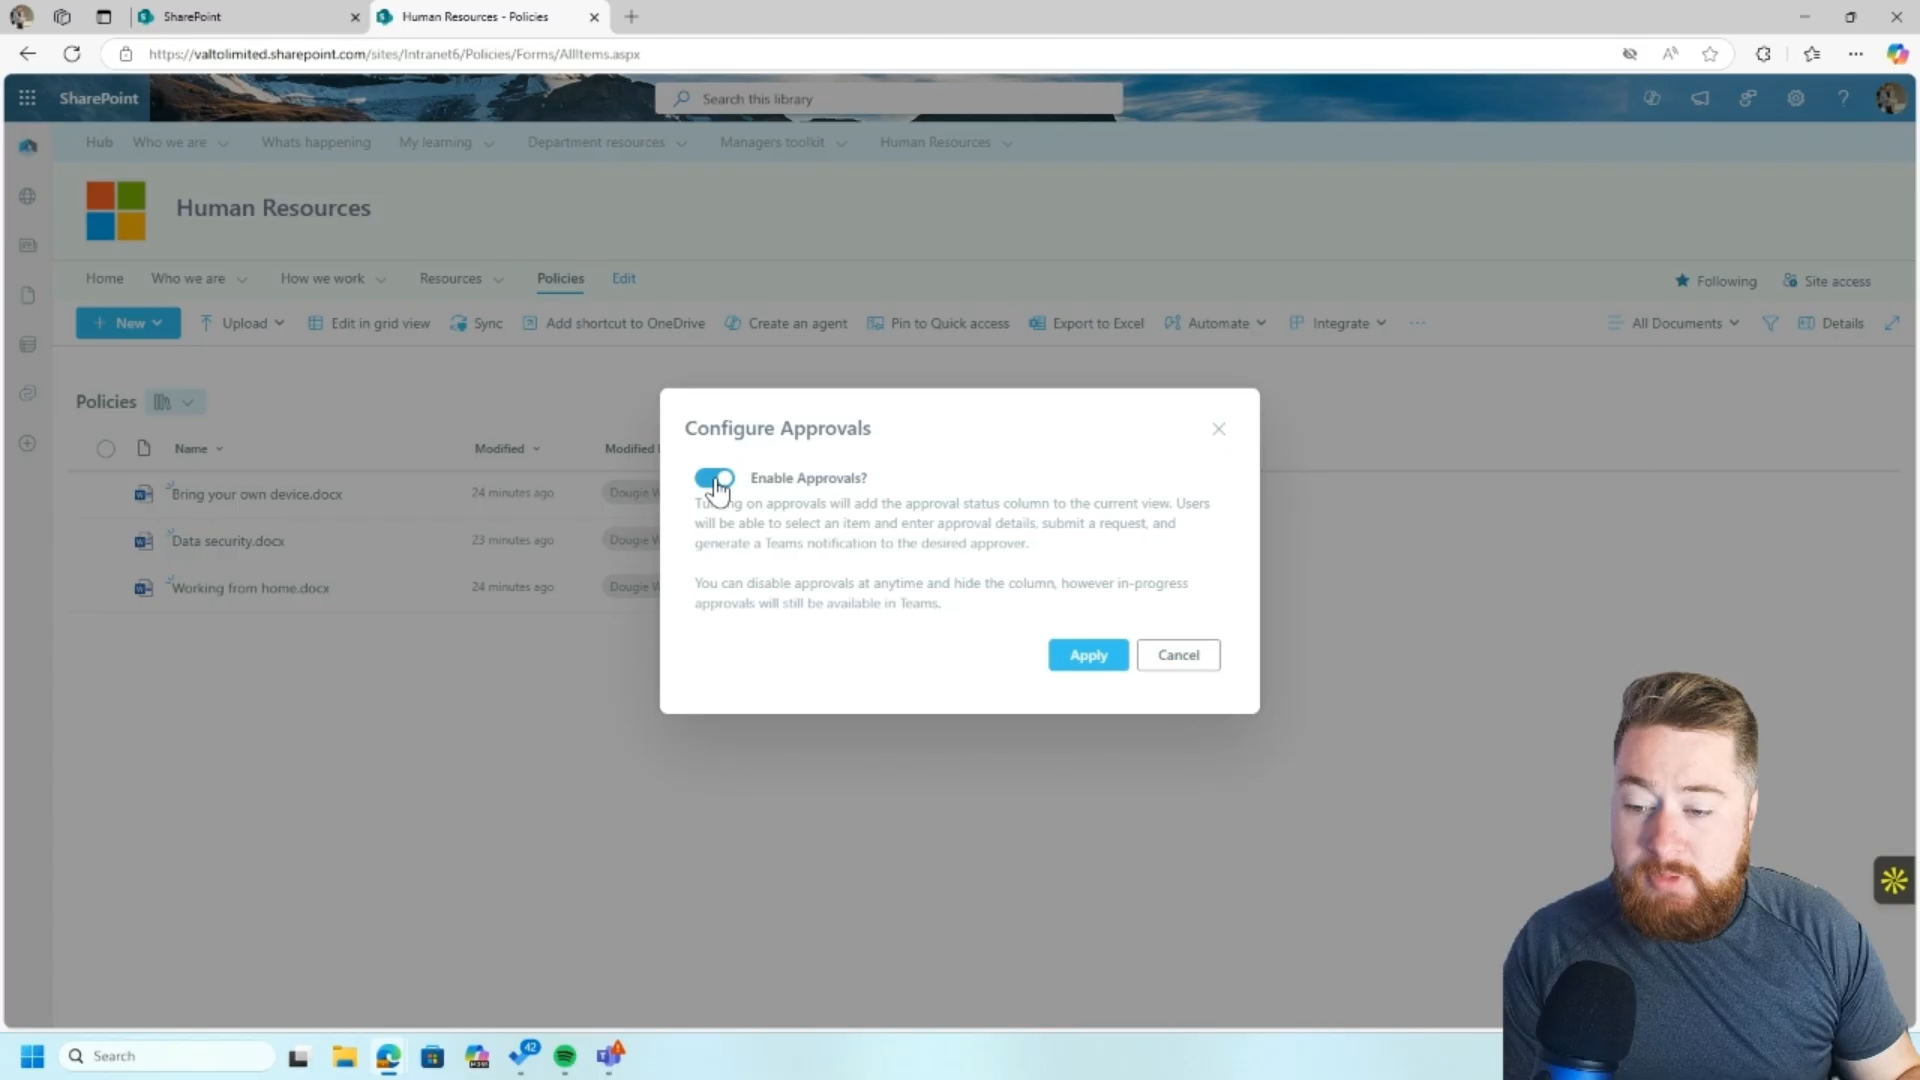 SharePoint
Human Resources - Policies
https://valtolimited.sharepoint.com/sites/Intranet6/Policies/Forms/AllItems.aspx
SharePoint
Search this library
Hub
Who we are
Whats happening
My learning
Department resources
Managers toolkit
Human Resources
Human Resources
Home
Who we are
How we work
Resources
Policies
Edit
Following
Site access
New
Upload
Edit in grid view
Sync
Add shortcut to OneDrive
Create an agent
Pin to Quick access
Export to Excel
Automate
Integrate
All Documents
Details
Policies
Name
Modified
Modified
Bring your own device.docx
24 minutes ago
Dougie W
Data security.docx
23 minutes ago
Dougie W
Working from home.docx
24 minutes ago
Dougie W
Configure Approvals
Enable Approvals?
Turning on approvals will add the approval status column to the current view. Users
will be able to select an item and enter approval details, submit a request, and
generate a Teams notification to the desired approver.
You can disable approvals at anytime and hide the column, however in-progress
approvals will still be available in Teams.
Apply
Cancel
Search
42